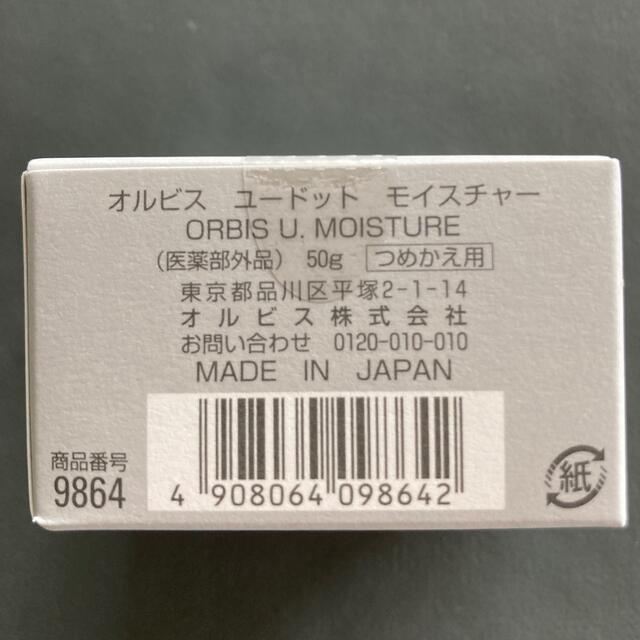 オルビス ユードット モイスチャー
ORBIS U. MOISTURE
(医薬部外品) 50g つめかえ用
東京都品川区平塚2-1-14
オルビス株式会社
お問い合わせ 0120-010-010
MADE IN JAPAN
商品番号
9864
4 908064 098642
紙